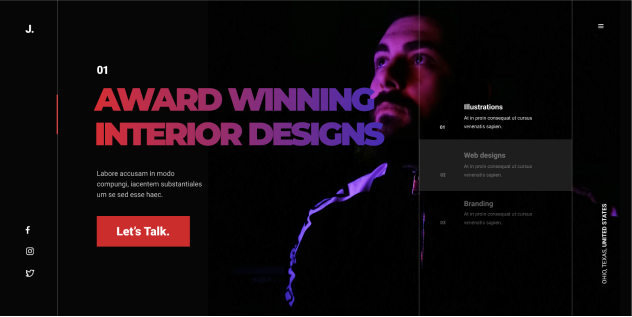 J.
01
AWARD WINNING
INTERIOR DESIGNS
Labore accusam in modo
compungi, iacentem substantiales
um se sed esse haec.
Let's Talk.
Illustrations
At in proin consequat ut cursus
venenatis sapien.
01
Web designs
At in proin consequat ut cursus
venenatis sapien.
02
Branding
At in proin consequat ut cursus
venenatis sapien.
03
OHIO, TEXAS, UNITED STATES